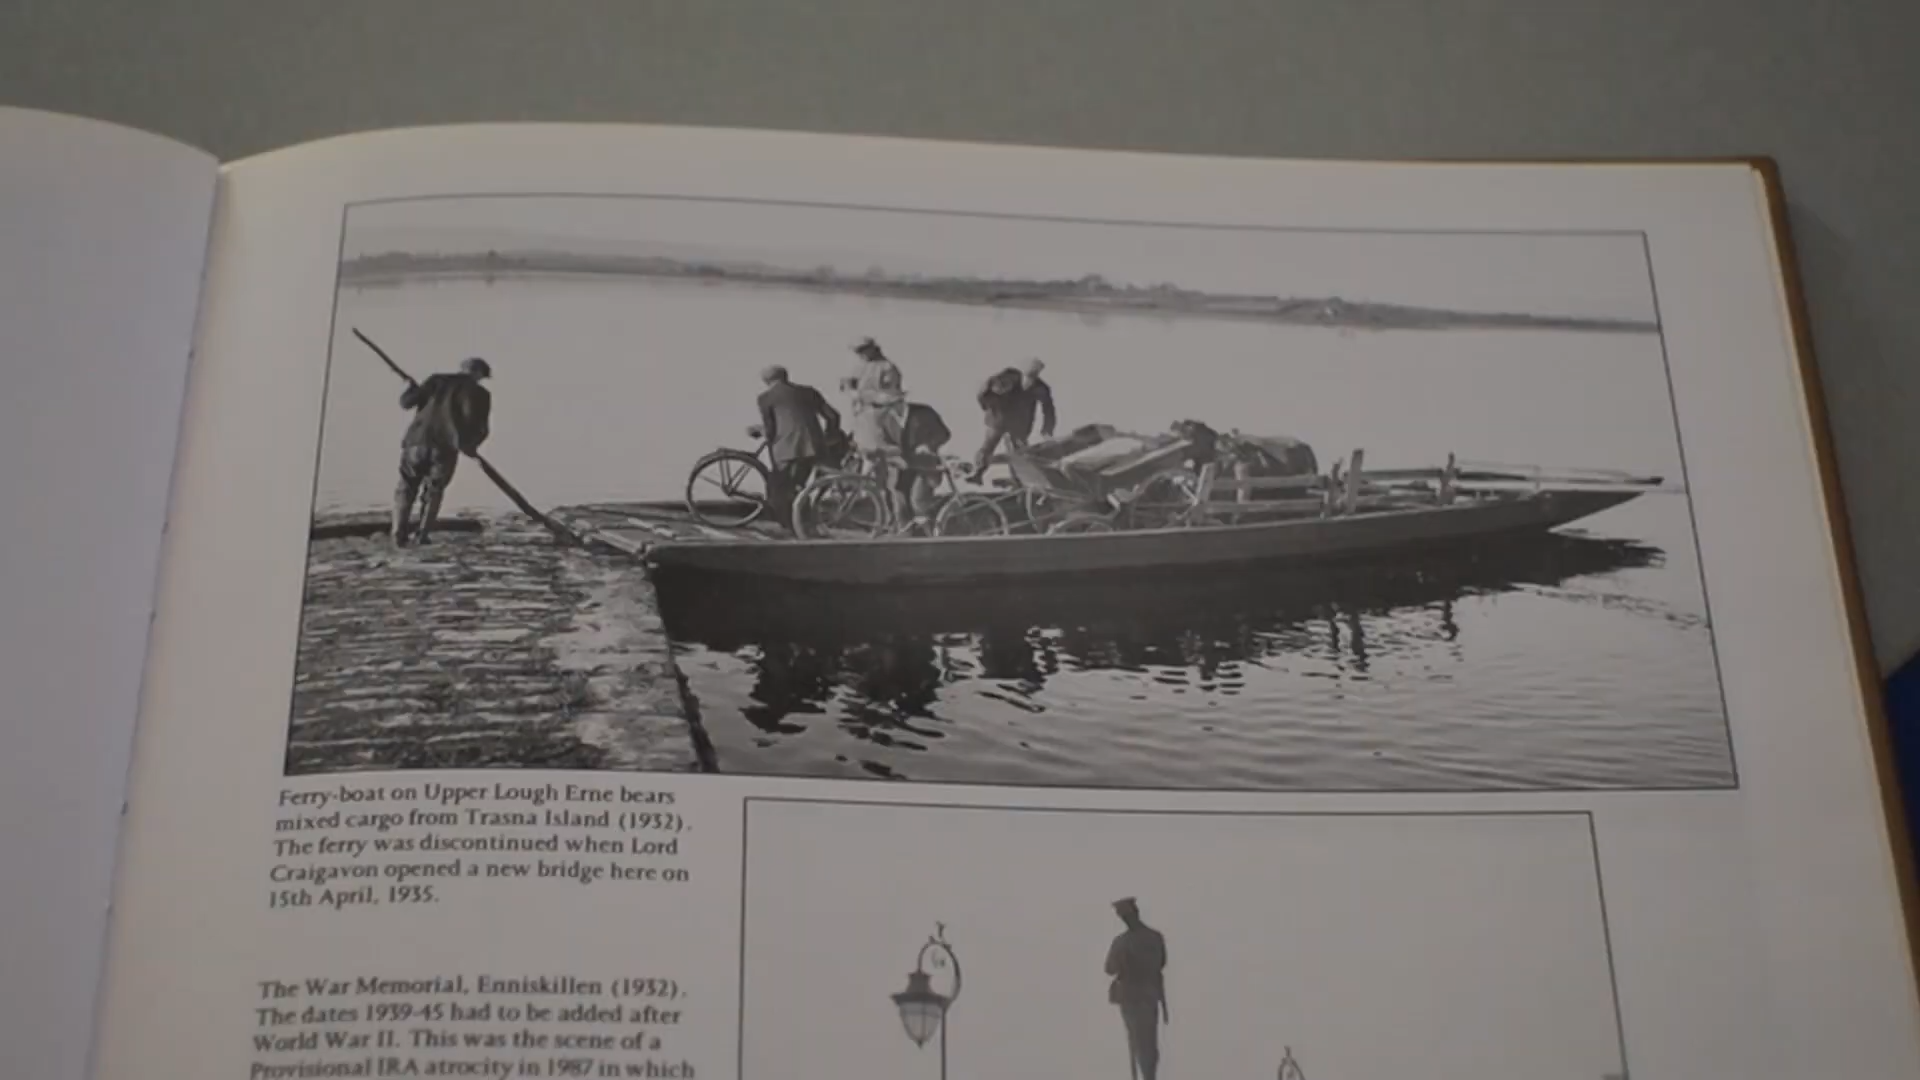 Ferry-boat on Upper Lough Erne bears
mixed cargo from Trasna Island (1932).
The ferry was discontinued when Lord
Craigavon opened a new bridge here on
15th April, 1935.
The War Memorial, Enniskillen (1932).
The dates 1939-45 had to be added after
World War II. This was the scene of a
Provisional IRA atrocity in 1987 in which